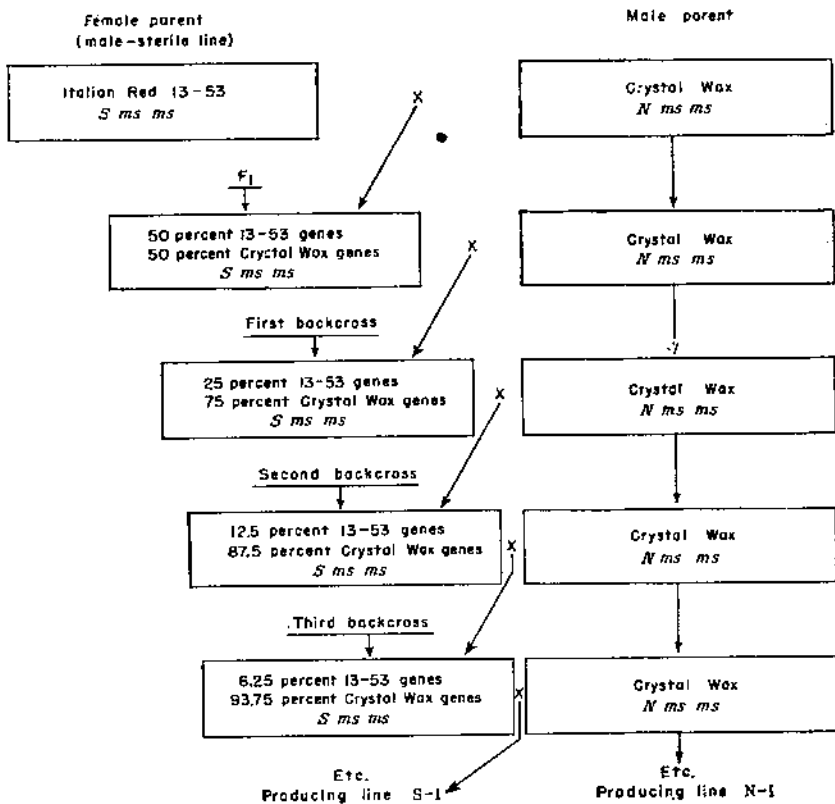 Female parent
(male-sterile line)
Male parent
Italian Red 13-53
S ms ms
X
Crystal Wax
N ms ms
F1
50 percent 13-53 genes
50 percent Crystal Wax genes
S ms ms
X
Crystal Wax
N ms ms
First backcross
25 percent 13-53 genes
75 percent Crystal Wax genes
S ms ms
X
Crystal Wax
N ms ms
Second backcross
12.5 percent 13-53 genes
87.5 percent Crystal Wax genes
S ms ms
X
Crystal Wax
N ms ms
Third backcross
6.25 percent 13-53 genes
93.75 percent Crystal Wax genes
S ms ms
X
Crystal Wax
N ms ms
Etc.
Producing line S-1
Etc.
Producing line N-1